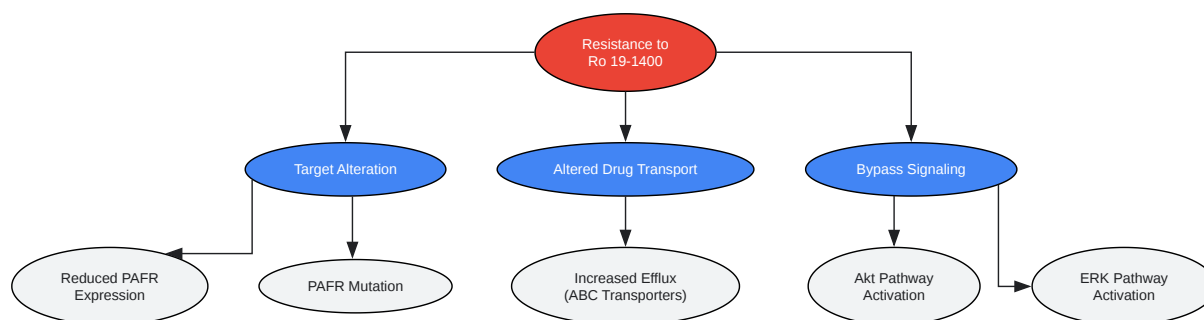 Resistance to
Ro 19-1400
Target Alteration
Altered Drug Transport
Bypass Signaling
Reduced PAFR
Expression
PAFR Mutation
Increased Efflux
(ABC Transporters)
Akt Pathway
Activation
ERK Pathway
Activation